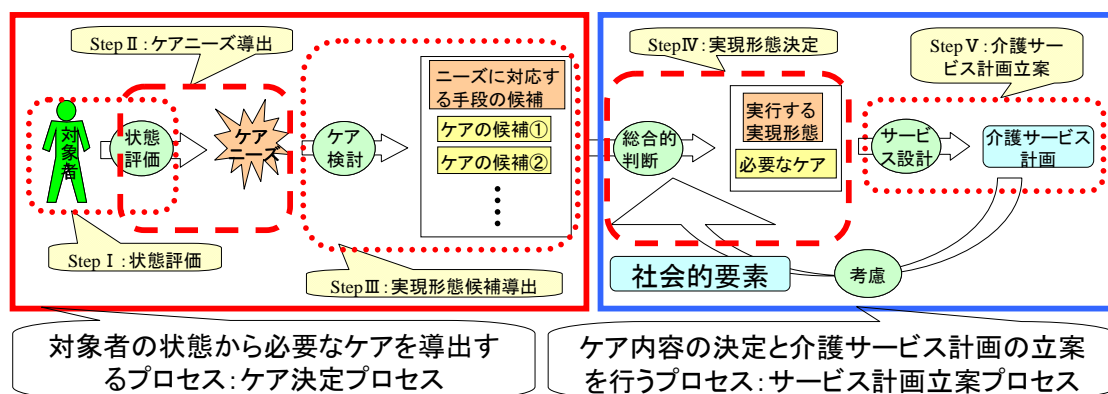 StepⅡ:ケアニーズ導出
StepⅣ:実現形態決定
StepⅤ:介護サー
ビス計画立案
対象者
状態
評価
ケア
ニーズ
ケア
検討
ニーズに対応す
る手段の候補
ケアの候補①
ケアの候補②
総合的
判断
実行する
実現形態
必要なケア
サービ
ス設計
介護サービス
計画
StepⅠ:状態評価
StepⅢ:実現形態候補導出
社会的要素
考慮
対象者の状態から必要なケアを導出す
るプロセス:ケア決定プロセス
ケア内容の決定と介護サービス計画の立案
を行うプロセス:サービス計画立案プロセス